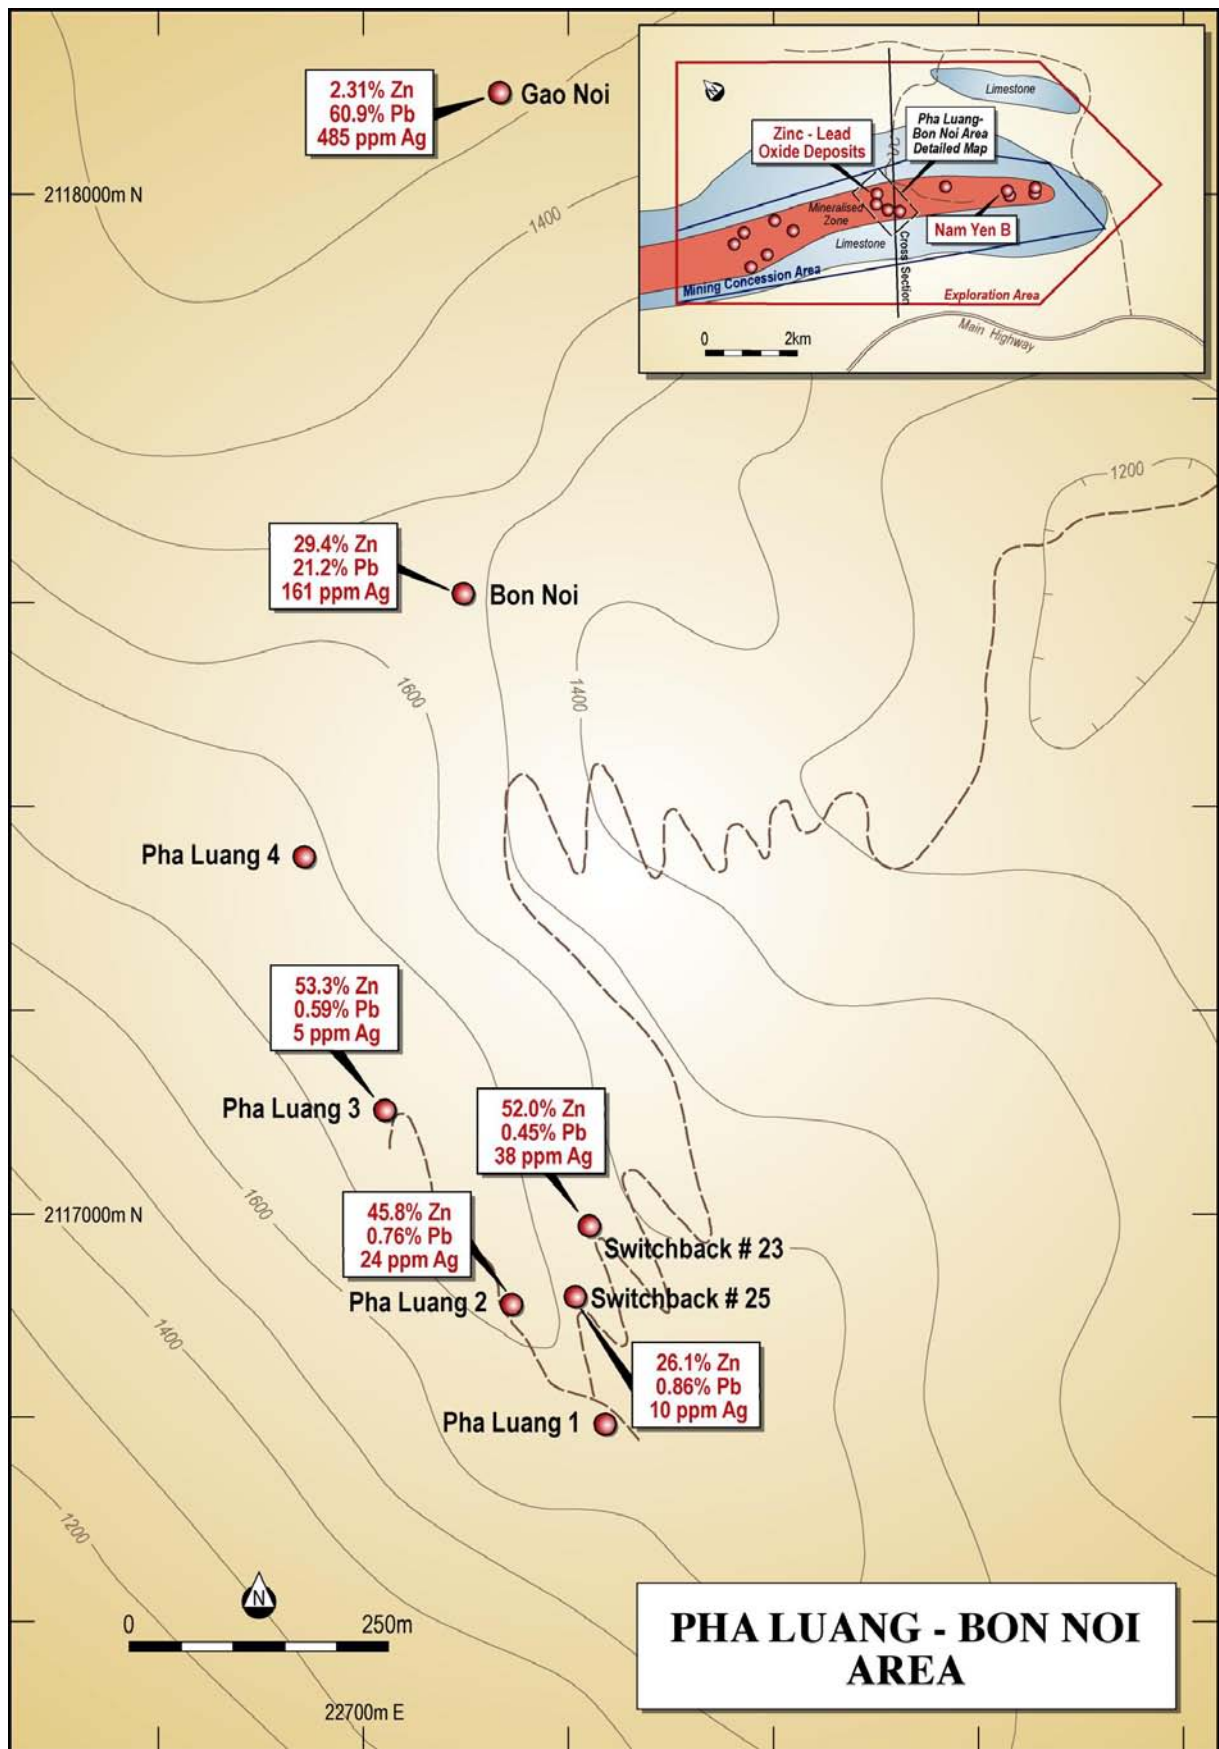 2.31% Zn
60.9% Pb
485 ppm Ag
Gao Noi
2118000m N
1400
Limestone
Pha Luang-
Bon Noi Area
Detailed Map
Zinc - Lead
Oxide Deposits
Mineralised
Zone
Limestone
Nam Yen B
Cross Section
Mining Concession Area
Exploration Area
Main Highway
0 2km
1200
29.4% Zn
21.2% Pb
161 ppm Ag
Bon Noi
1600
1400
Pha Luang 4
53.3% Zn
0.59% Pb
5 ppm Ag
Pha Luang 3
52.0% Zn
0.45% Pb
38 ppm Ag
1600
2117000m N
45.8% Zn
0.76% Pb
24 ppm Ag
Switchback # 23
Pha Luang 2
Switchback # 25
1400
26.1% Zn
0.86% Pb
10 ppm Ag
Pha Luang 1
1200
N
0 250m
22700m E
PHA LUANG - BON NOI
AREA